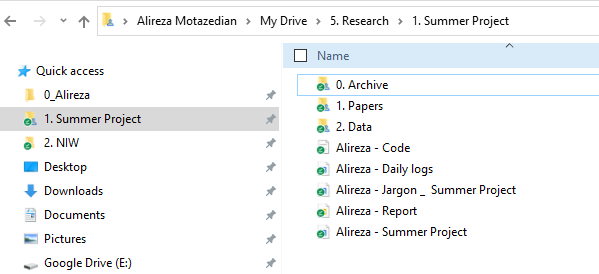 Alireza Motazedian > My Drive > 5. Research > 1. Summer Project
Name
Quick access
0_Alireza
1. Summer Project
2. NIW
Desktop
Downloads
Documents
Pictures
Google Drive (E:)
0. Archive
1. Papers
2. Data
Alireza - Code
Alireza - Daily logs
Alireza - Jargon _ Summer Project
Alireza - Report
Alireza - Summer Project